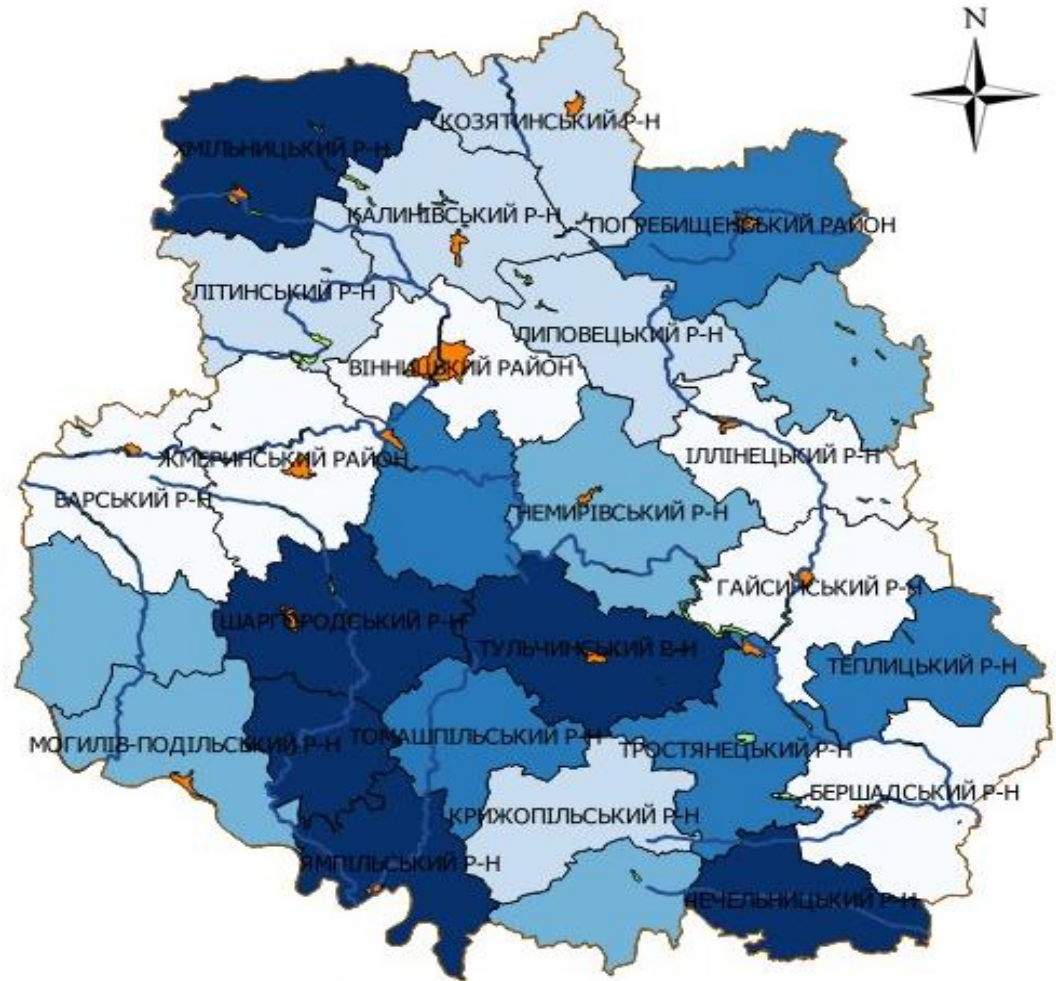 N
КОЗЯТИНСЬКИЙ Р-Н
ХМІЛЬНИЦЬКИЙ Р-Н
КАЛИНІВСЬКИЙ Р-Н
ПОГРЕБИЩЕНСЬКИЙ РАЙОН
ЛІТИНСЬКИЙ Р-Н
ЛИПОВЕЦЬКИЙ Р-Н
ВІННИЦЬКИЙ РАЙОН
ІЛЛІНЕЦЬКИЙ Р-Н
ЖМЕРИНСЬКИЙ РАЙОН
БАРСЬКИЙ Р-Н
НЕМИРІВСЬКИЙ Р-Н
ГАЙСИНСЬКИЙ Р-Н
ШАРГОРОДСЬКИЙ Р-Н
ТУЛЬЧИНСЬКИЙ Р-Н
ТЕПЛИЦЬКИЙ Р-Н
МОГИЛІВ-ПОДІЛЬСЬКИЙ Р-Н
ТОМАШПІЛЬСЬКИЙ Р-Н
ТРОСТЯНЕЦЬКИЙ Р-Н
БЕРШАДСЬКИЙ Р-Н
КРИЖОПІЛЬСЬКИЙ Р-Н
ЯМПІЛЬСЬКИЙ Р-Н
ЧЕЧЕЛЬНИЦЬКИЙ Р-Н